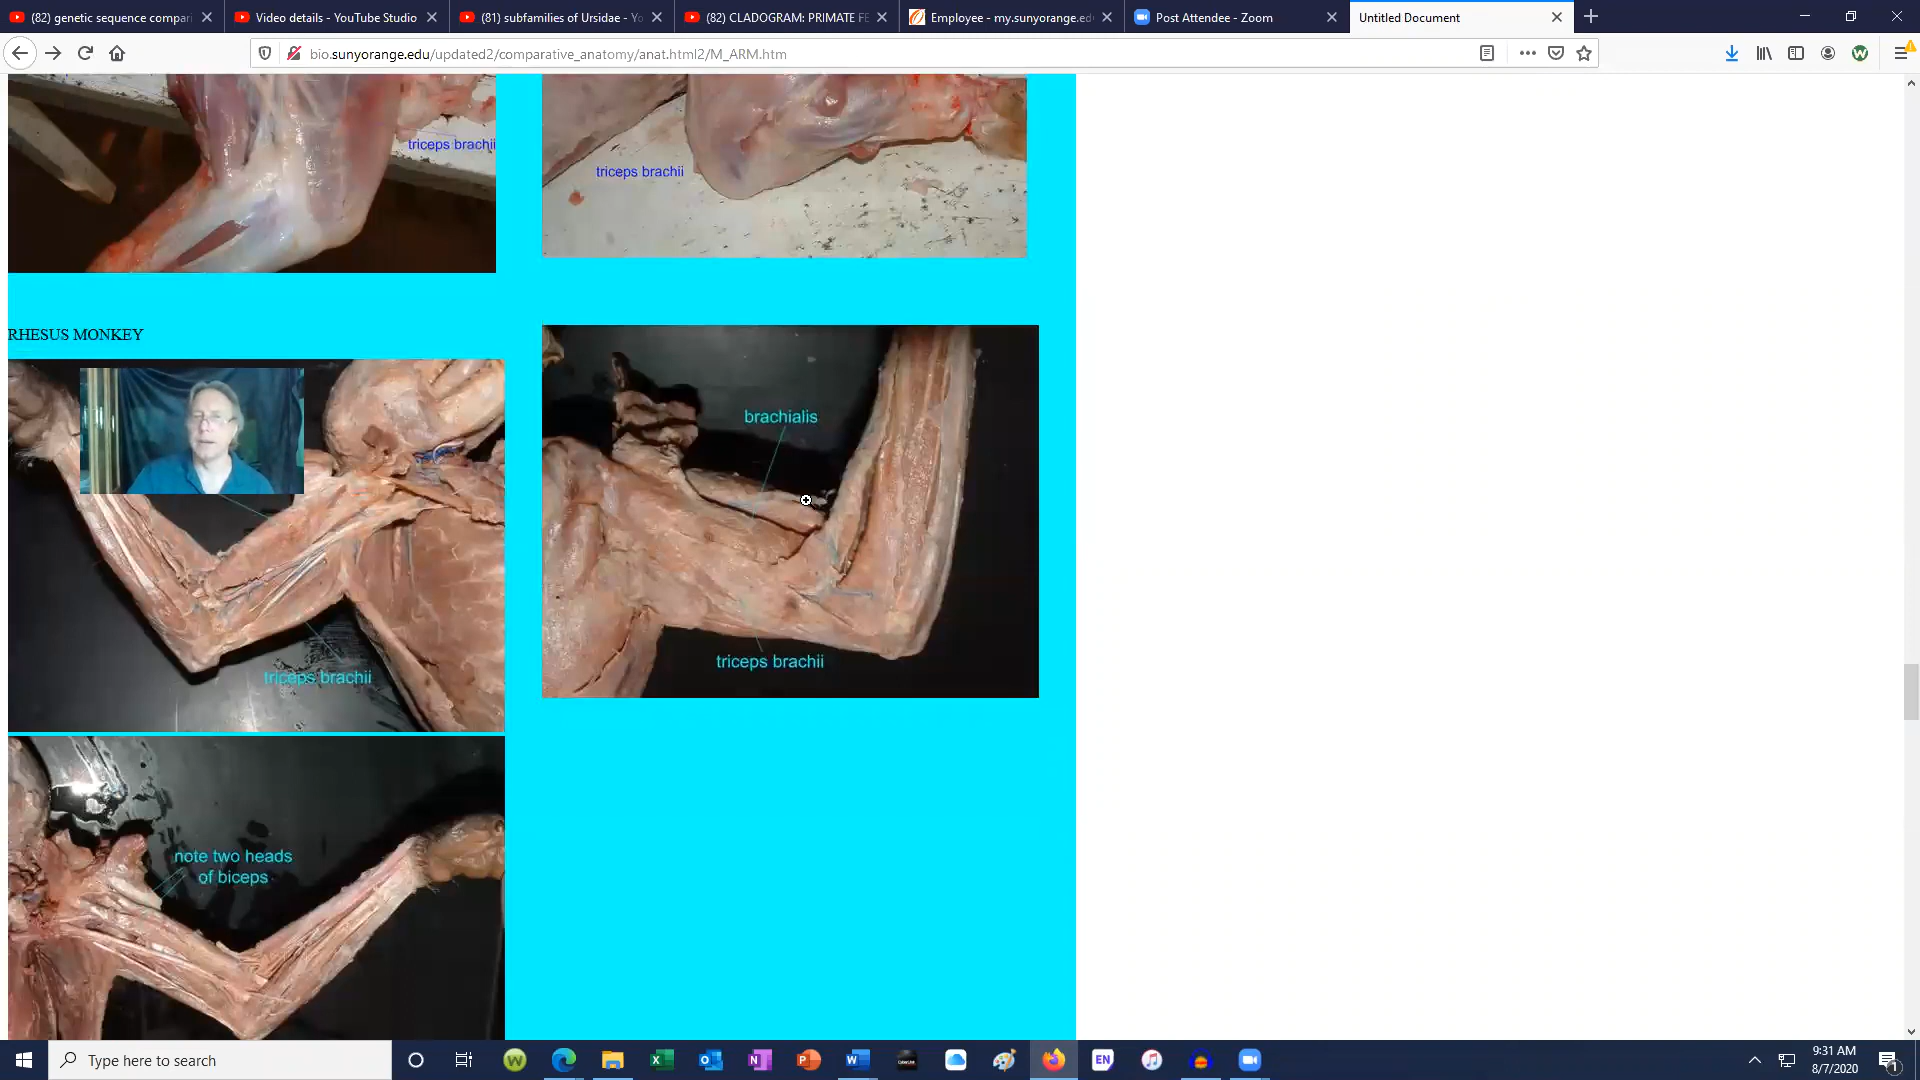 (82) genetic sequence compari
Video details - YouTube Studio
(81) subfamilies of Ursidae - Yo
(82) CLADOGRAM: PRIMATE FE
Employee - my.sunyorange.ed
Post Attendee - Zoom
Untitled Document
bio.sunyorange.edu/updated2/comparative_anatomy/anat.html2/M_ARM.htm
triceps brachii
triceps brachii
RHESUS MONKEY
brachialis
triceps brachii
triceps brachii
note two heads
of biceps
Type here to search
EN
9:31 AM
8/7/2020
1